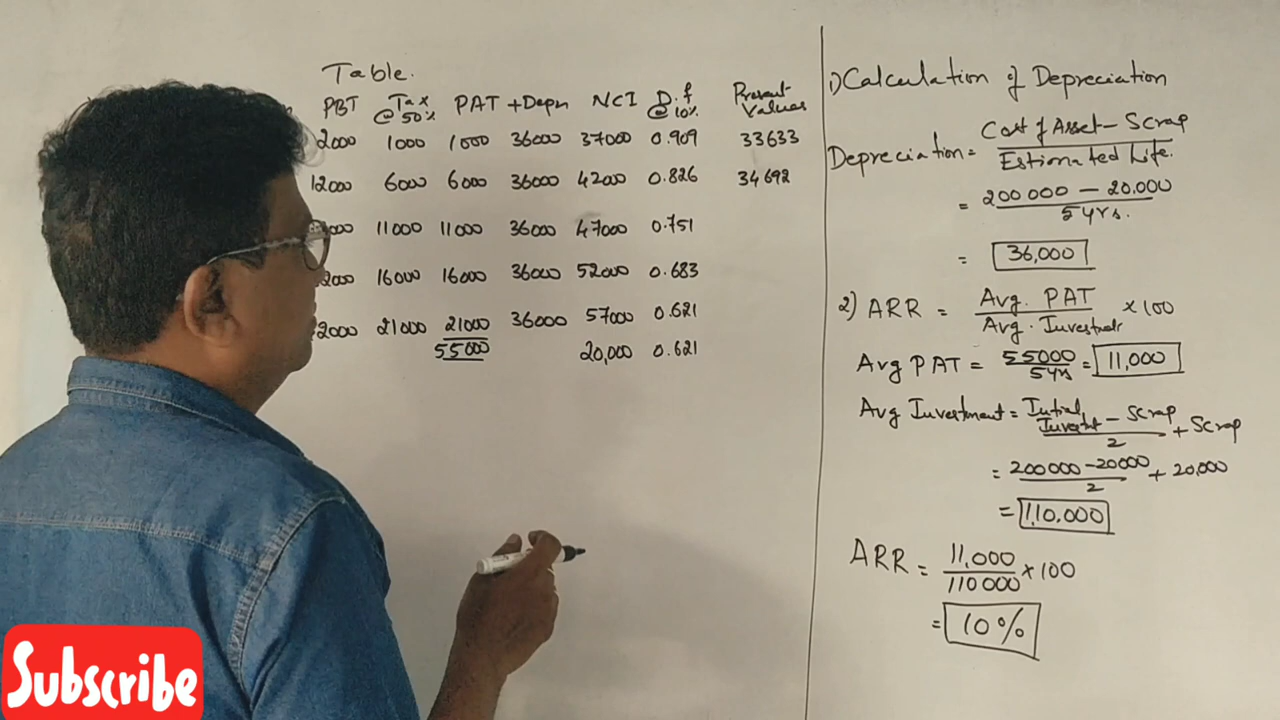 Table.
PBT Tax @ 50% PAT +Depn NCI D.f @ 10% Present Values
2000 1000 1000 36000 37000 0.909 33633
12000 6000 6000 36000 42000 0.826 34692
11000 11000 36000 47000 0.751
16000 16000 36000 52000 0.683
21000 21000 36000 57000 0.621
55000 20,000 0.621
1) Calculation of Depreciation
Depreciation = Cost of Asset - Scrap
Estimated Life.
= 200000 - 20.000
5 yrs.
= 36,000
2) ARR = Avg. PAT × 100
Avg. Investmt
Avg PAT = 55000 = 11,000
5 yrs
Avg Investment = Initial
Investmt - Scrap + Scrap
2
= 200000 - 20000 + 20,000
2
= 1,10,000
ARR = 11,000 × 100
110000
= 10%
Subscribe